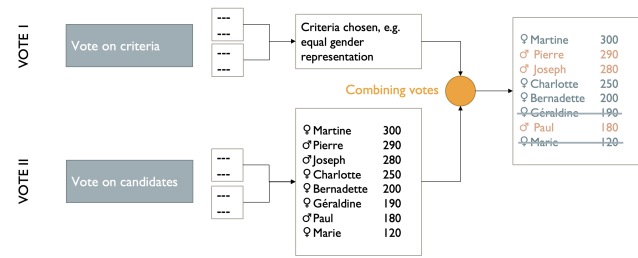 VOTE I
Vote on criteria
---
---
---
---
Criteria chosen, e.g.
equal gender
representation
Combining votes
♀ Martine 300
♂ Pierre 290
♂ Joseph 280
♀ Charlotte 250
♀ Bernadette 200
♀ Géraldine 190
♂ Paul 180
♀ Marie 120
VOTE II
Vote on candidates
---
---
---
---
♀ Martine 300
♂ Pierre 290
♂ Joseph 280
♀ Charlotte 250
♀ Bernadette 200
♀ Géraldine 190
♂ Paul 180
♀ Marie 120